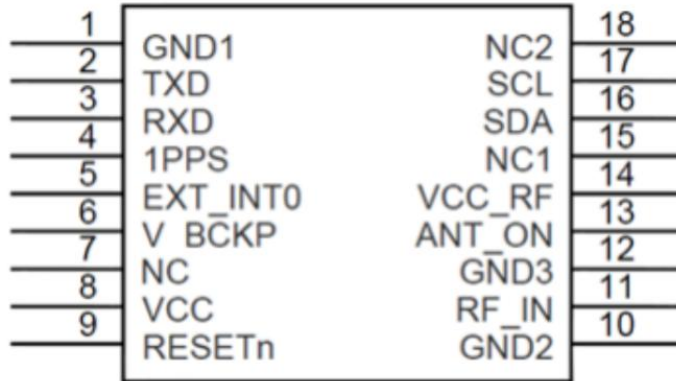 1 GND1 NC2 18
2 TXD SCL 17
3 RXD SDA 16
4 1PPS NC1 15
5 EXT_INT0 VCC_RF 14
6 V_BCKP ANT_ON 13
7 NC GND3 12
8 VCC RF_IN 11
9 RESETn GND2 10